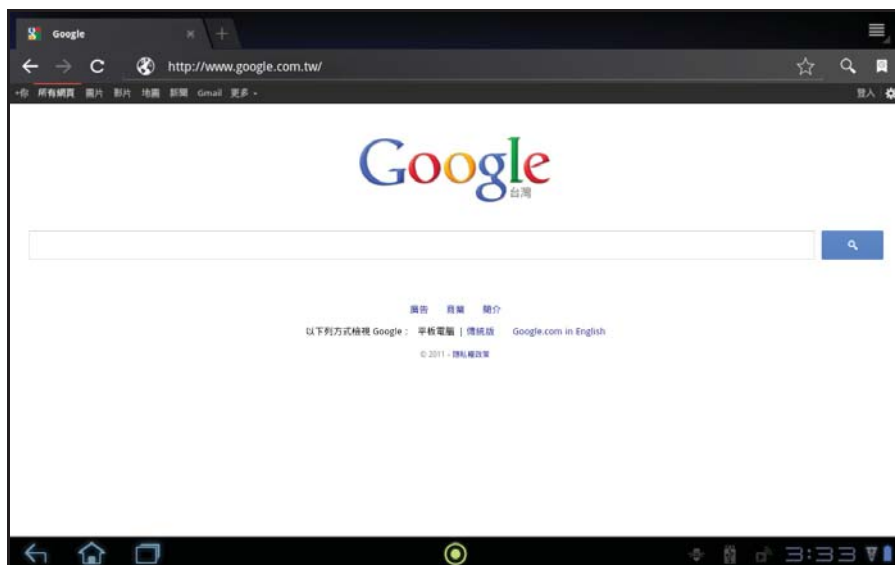 Google
http://www.google.com.tw/
+你 所有網頁 圖片 影片 地圖 新聞 Gmail 更多 登入
Google
台灣
廣告 商業 簡介
以下列方式檢視 Google： 平板電腦 | 傳統版 Google.com in English
© 2011 - 隱私權政策
3:33